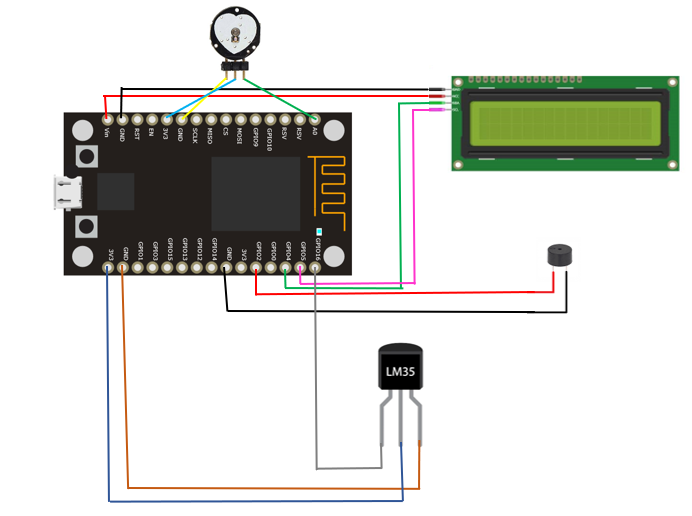 Vin
GND
RST
EN
3V3
GND
SCLK
MISO
CS
MOSI
GPIO9
GPIO10
RSV
RSV
A0
3V3
GND
GPIO1
GPIO3
GPIO15
GPIO13
GPIO12
GPIO14
GND
3V3
GPIO2
GPIO0
GPIO4
GPIO5
GPIO16
LM35